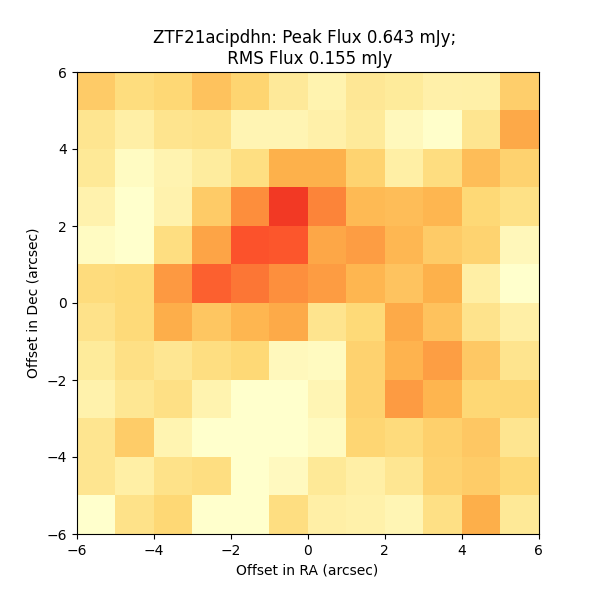 ZTF21acipdhn: Peak Flux 0.643 mJy;
RMS Flux 0.155 mJy
6
4
2
0
−2
−4
−6
Offset in Dec (arcsec)
−6 −4 −2 0 2 4 6
Offset in RA (arcsec)